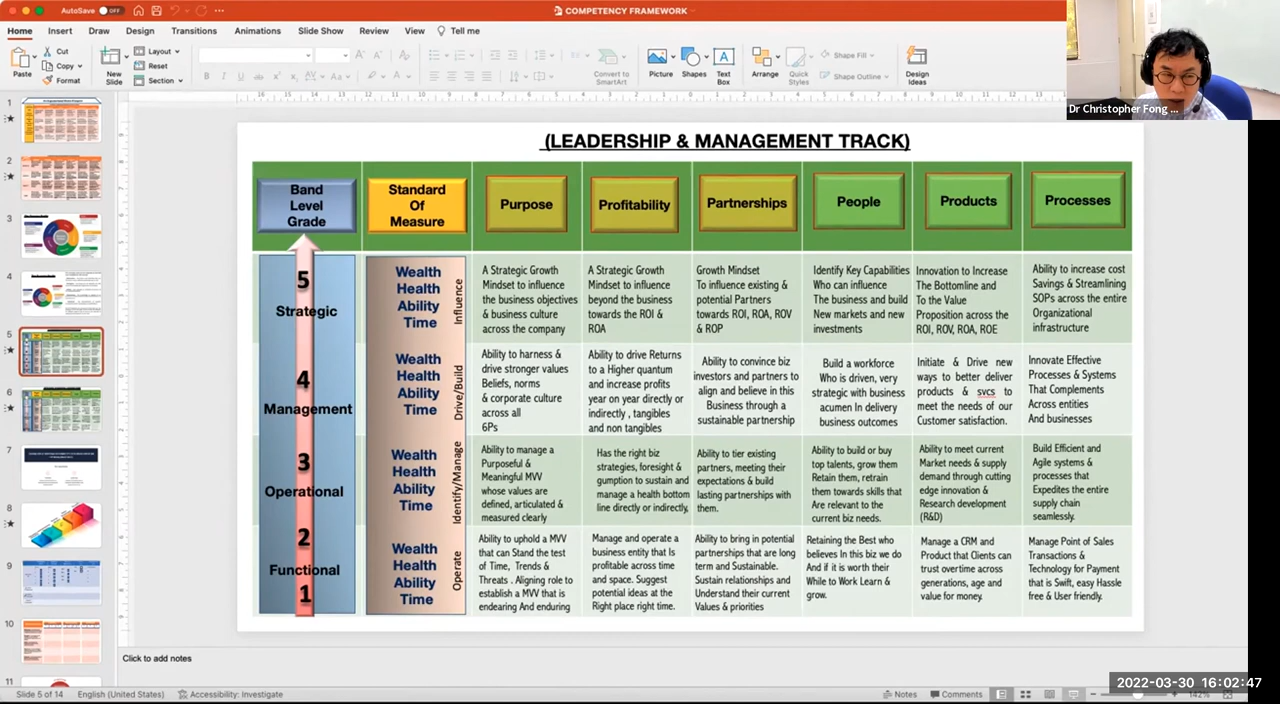 AutoSave OFF
COMPETENCY FRAMEWORK
Home Insert Draw Design Transitions Animations Slide Show Review View Tell me
Paste
Cut
Copy
Format
New
Slide
Layout
Reset
Section
Convert to
SmartArt
Picture
Shapes
Text
Box
Arrange
Quick
Styles
Shape Fill
Shape Outline
Design
Ideas
Dr Christopher Fong ...
1
2
3
4
5
6
7
8
9
10
11
(LEADERSHIP & MANAGEMENT TRACK)
Band
Level
Grade
Standard
Of
Measure
Purpose
Profitability
Partnerships
People
Products
Processes
5
Strategic
Wealth
Health
Ability
Time
Influence
A Strategic Growth
Mindset to influence
the business objectives
& business culture
of the company
A Strategic Growth
Mindset to influence
beyond the business
towards the ROI &
ROA
Growth Mindset
To influence existing &
potential Partners
towards ROI, ROA, ROV
& ROP
Identify Key Capabilities
Who can influence
The business and build
New markets and new
investments
Innovation to Increase
The Bottomline and
To the Value
Proposition across the
ROI, ROV, ROA, ROE
Ability to increase cost
Savings & Streamlining
SOPs across the entire
Organizational
infrastructure
4
Management
Wealth
Health
Ability
Time
Drive/Build
Ability to harness &
drive stronger values
Beliefs, norms
& corporate culture
across all
6Ps
Ability to drive Returns
to a Higher quantum
and increase profits
year on year directly or
indirectly , tangibles
and non tangibles
Ability to convince biz
investors and partners to
align and believe in this
Business through a
sustainable partnership
Build a workforce
Who is driven, very
strategic with business
acumen In delivery
business outcomes
Initiate & Drive new
ways to better deliver
products & svcs to
meet the needs of our
Customer satisfaction.
Innovate Effective
Processes & Systems
That Complements
Across entities
And businesses
3
Operational
Wealth
Health
Ability
Time
Identify/Manage
Ability to manage a
Purposeful &
Meaningful MVV
whose values are
defined, articulated &
measured clearly
Has the right biz
strategies, foresight &
gumption to sustain and
manage a health bottom
line directly or indirectly,
Ability to tier existing
partners, meeting their
expectations & build
lasting partnerships with
them.
Ability to build or buy
top talents, grow them
Retain them, retrain
them towards skills that
Are relevant to the
current biz needs.
Ability to meet current
Market needs & supply
demand through cutting
edge innovation &
Research development
(R&D)
Build Efficient and
Agile systems &
processes that
Expedites the entire
supply chain
seamlessly.
2
Functional
1
Wealth
Health
Ability
Time
Operate
Ability to uphold a MVV
that can Stand the test
of Time, Trends &
Threats . Aligning role to
establish a MVV that is
endearing And enduring
Manage and operate a
business entity that Is
profitable across time
and space. Suggest
potential ideas at the
Right place right time.
Ability to bring in potential
partnerships that are long
term and Sustainable.
Sustain relationships and
Understand their current
Values & priorities
Retaining the Best who
believes In this biz we do
And if it is worth their
While to Work Learn &
grow.
Manage a CRM and
Product that Clients can
trust overtime across
generations, age and
value for money.
Manage Point of Sales
Transactions &
Technology for Payment
that is Swift, easy Hassle
free & User friendly.
Click to add notes
2022-03-30 16:02:47
Slide 5 of 14 English (United States) Accessibility: Investigate Notes Comments 142%